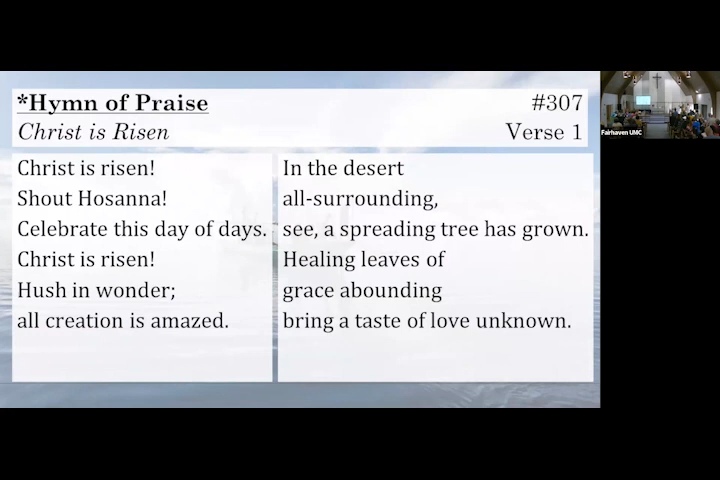 *Hymn of Praise
#307
Christ is Risen
Verse 1
Christ is risen!
Shout Hosanna!
Celebrate this day of days.
Christ is risen!
Hush in wonder;
all creation is amazed.
In the desert
all-surrounding,
see, a spreading tree has grown.
Healing leaves of
grace abounding
bring a taste of love unknown.
Fairhaven UMC